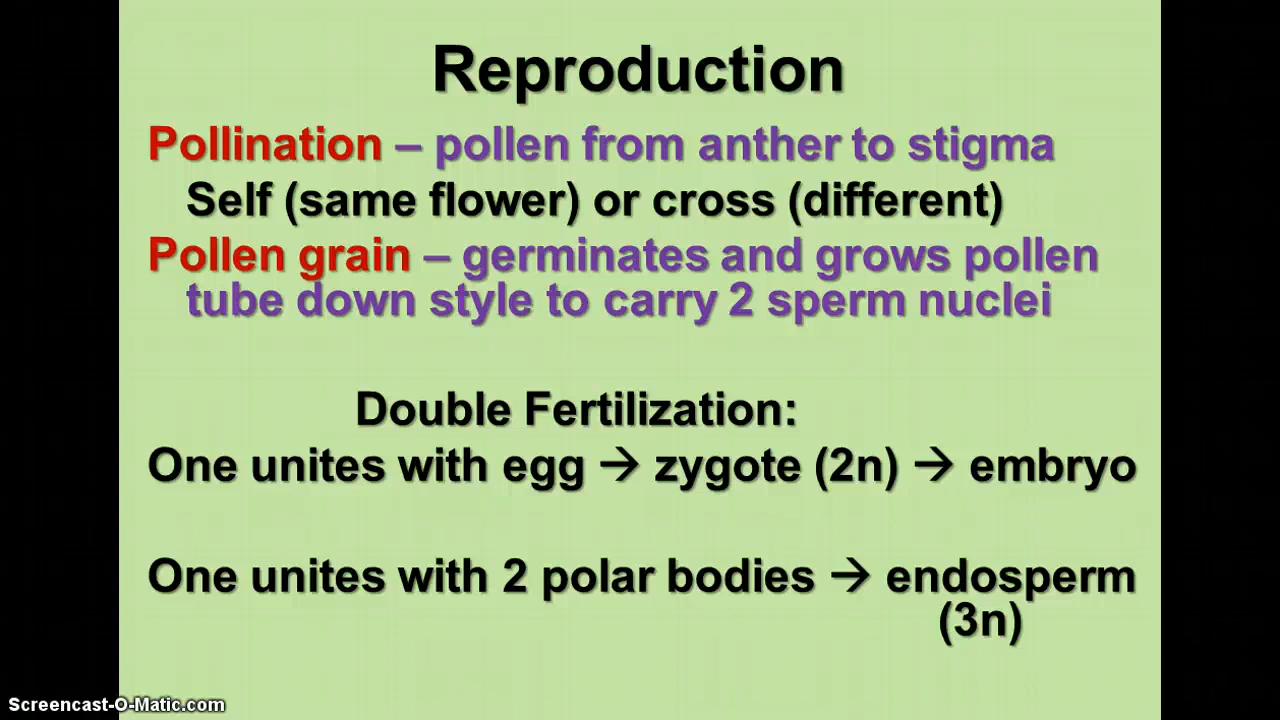 Reproduction
Pollination – pollen from anther to stigma
Self (same flower) or cross (different)
Pollen grain – germinates and grows pollen
tube down style to carry 2 sperm nuclei
Double Fertilization:
One unites with egg → zygote (2n) → embryo
One unites with 2 polar bodies → endosperm
(3n)
Screencast-O-Matic.com